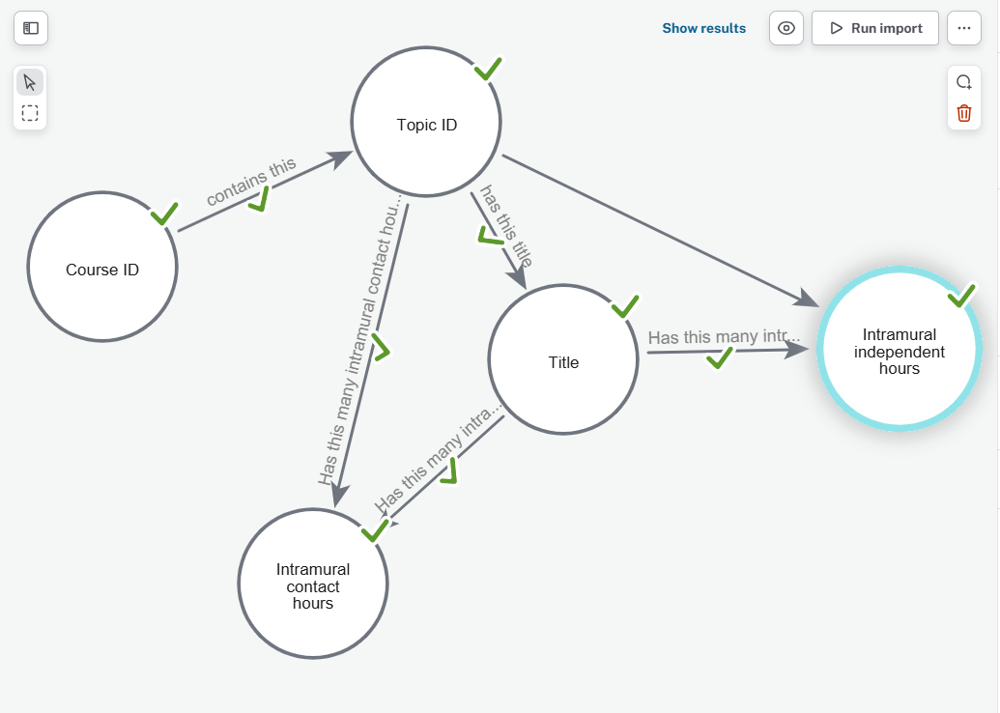 Show results
Run import
Topic ID
contains this
Course ID
has this title
Has this many intramural contact hou...
Title
Has this many intr...
Intramural
independent
hours
Has this many intra...
Intramural
contact
hours